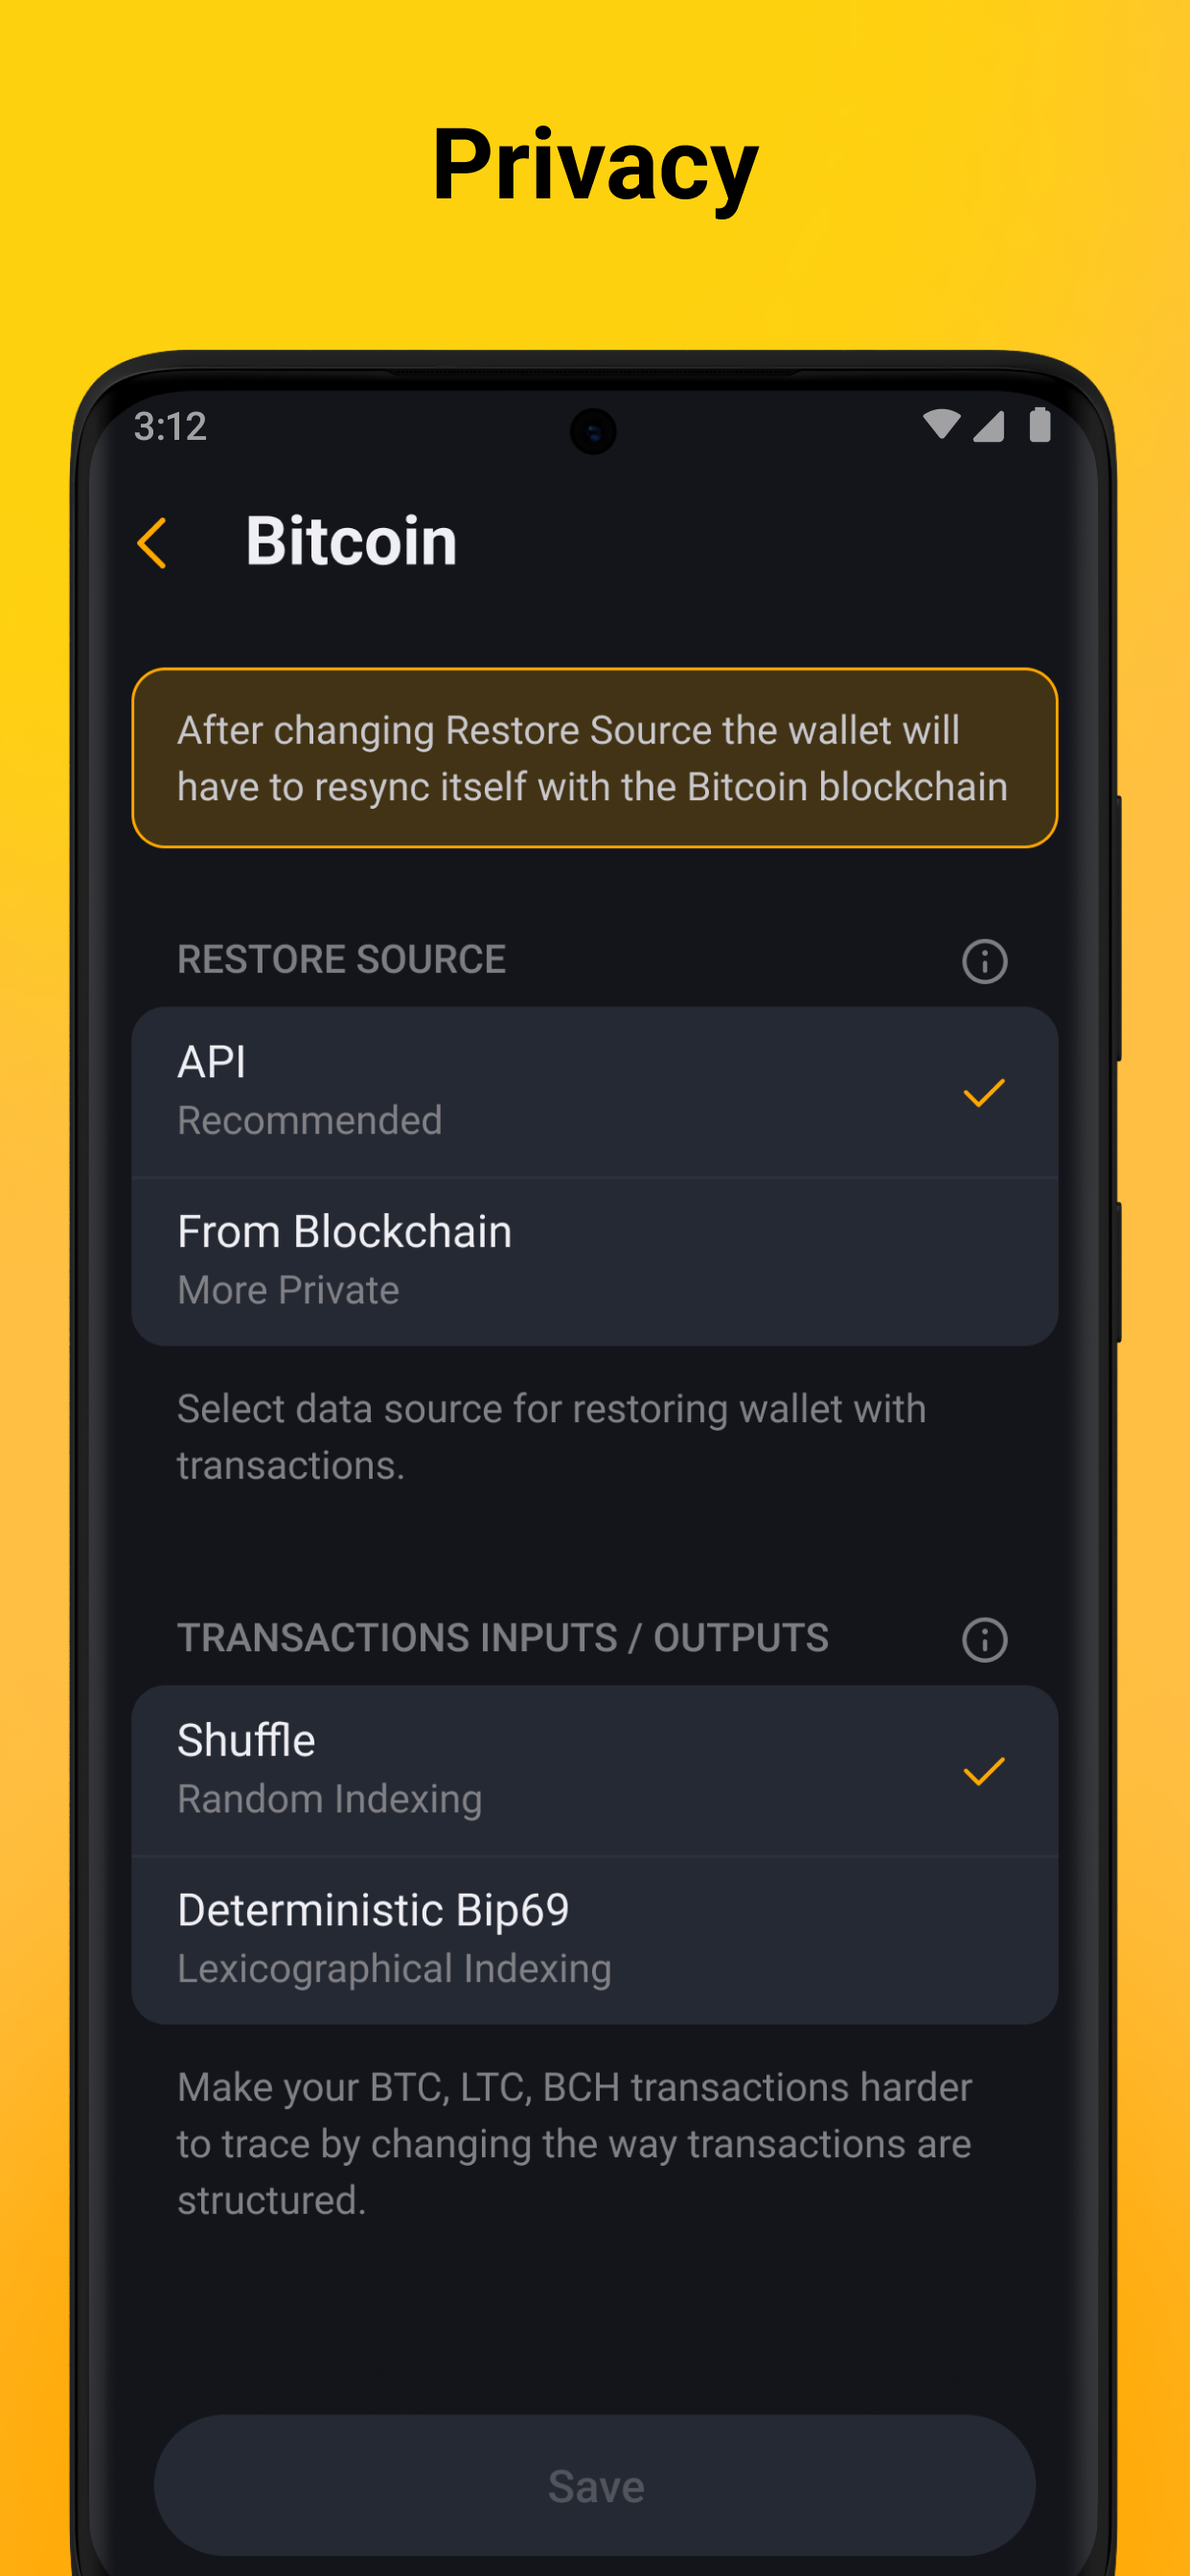 Privacy
3:12
Bitcoin
After changing Restore Source the wallet will
have to resync itself with the Bitcoin blockchain
RESTORE SOURCE
API
Recommended
From Blockchain
More Private
Select data source for restoring wallet with
transactions.
TRANSACTIONS INPUTS / OUTPUTS
Shuffle
Random Indexing
Deterministic Bip69
Lexicographical Indexing
Make your BTC, LTC, BCH transactions harder
to trace by changing the way transactions are
structured.
Save